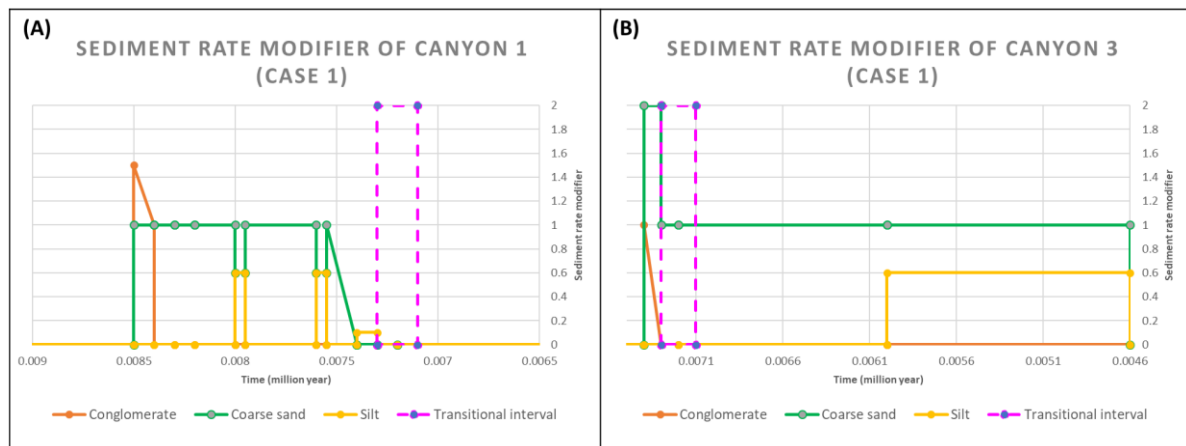 (A)
SEDIMENT RATE MODIFIER OF CANYON 1
(CASE 1)
2
1.8
1.6
1.4
1.2
1
0.8
0.6
0.4
0.2
0
Sediment rate modifier
0.009 0.0085 0.008 0.0075 0.007 0.0065
Time (million year)
Conglomerate Coarse sand Silt Transitional interval
(B)
SEDIMENT RATE MODIFIER OF CANYON 3
(CASE 1)
2
1.8
1.6
1.4
1.2
1
0.8
0.6
0.4
0.2
0
Sediment rate modifier
0.0071 0.0066 0.0061 0.0056 0.0051 0.0046
Time (million year)
Conglomerate Coarse sand Silt Transitional interval